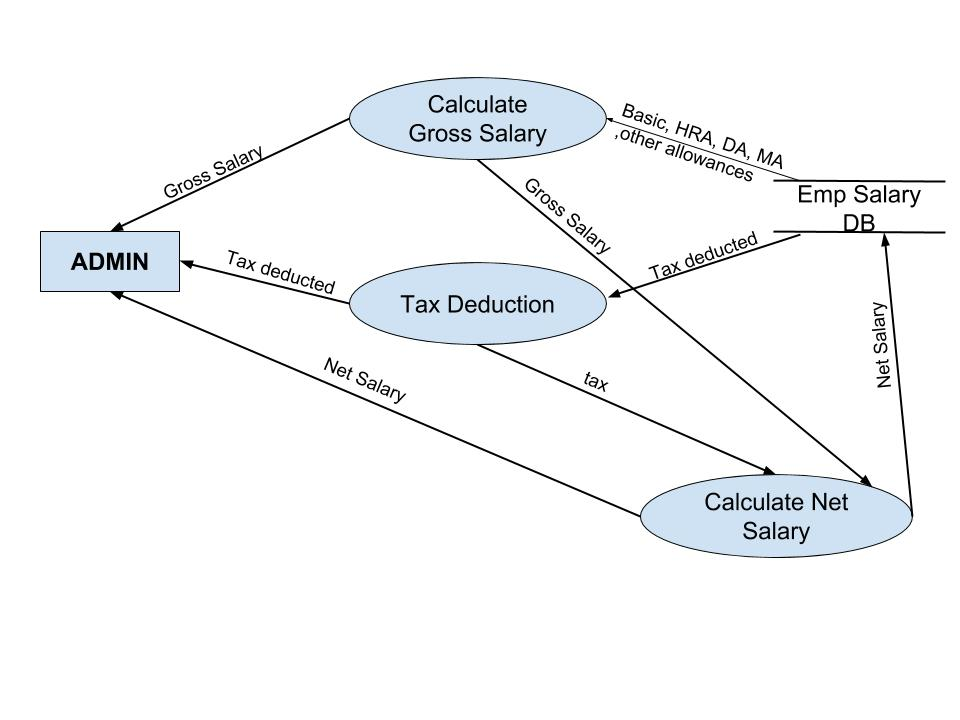 Calculate
Gross Salary
Basic, HRA, DA, MA
,other allowances
Gross Salary
Gross Salary
Emp Salary
DB
ADMIN
Tax deducted
Tax deducted
Tax Deduction
Net Salary
Net Salary
tax
Calculate Net
Salary